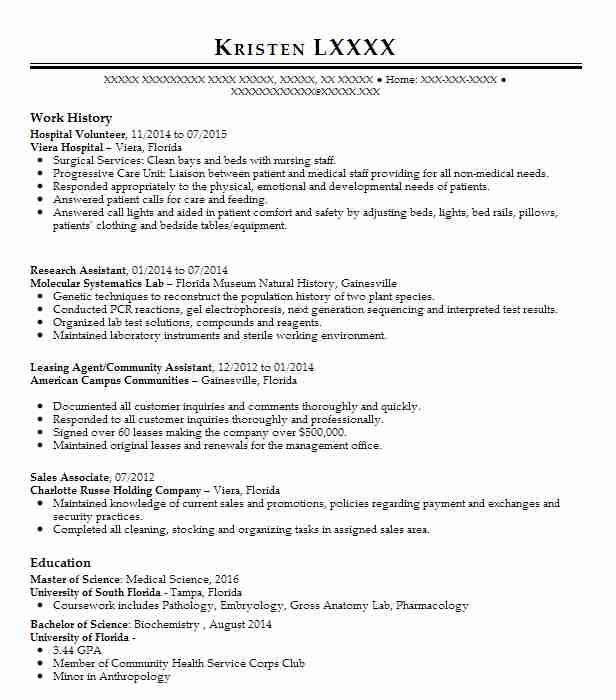 KRISTEN LXXXX
XXXXX XXXXXXXXX XXXX XXXXX, XXXXX, XX XXXXX ● Home: XXX-XXX-XXXX ●
XXXXXXXXXXXX@XXXXX.XXX
Work History
Hospital Volunteer, 11/2014 to 07/2015
Viera Hospital – Viera, Florida
● Surgical Services: Clean bays and beds with nursing staff.
● Progressive Care Unit: Liaison between patient and medical staff providing for all non-medical needs.
● Responded appropriately to the physical, emotional and developmental needs of patients.
● Answered patient calls for care and feeding.
● Answered call lights and aided in patient comfort and safety by adjusting beds, lights, bed rails, pillows,
patients' clothing and bedside tables/equipment.
Research Assistant, 01/2014 to 07/2014
Molecular Systematics Lab – Florida Museum Natural History, Gainesville
● Genetic techniques to reconstruct the population history of two plant species.
● Conducted PCR reactions, gel electrophoresis, next generation sequencing and interpreted test results.
● Organized lab test solutions, compounds and reagents.
● Maintained laboratory instruments and sterile working environment.
Leasing Agent/Community Assistant, 12/2012 to 01/2014
American Campus Communities – Gainesville, Florida
● Documented all customer inquiries and comments thoroughly and quickly.
● Responded to all customer inquiries thoroughly and professionally.
● Signed over 60 leases making the company over $500,000.
● Maintained original leases and renewals for the management office.
Sales Associate, 07/2012
Charlotte Russe Holding Company – Viera, Florida
● Maintained knowledge of current sales and promotions, policies regarding payment and exchanges and
security practices.
● Completed all cleaning, stocking and organizing tasks in assigned sales area.
Education
Master of Science: Medical Science, 2016
University of South Florida - Tampa, Florida
● Coursework includes Pathology, Embryology, Gross Anatomy Lab, Pharmacology
Bachelor of Science: Biochemistry , August 2014
University of Florida -
● 3.44 GPA
● Member of Community Health Service Corps Club
● Minor in Anthropology